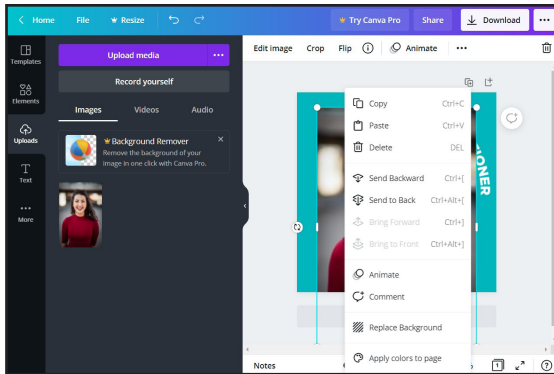 Home
File
Resize
Try Canva Pro
Share
Download
Templates
Elements
Uploads
Text
More
Upload media
Record yourself
Images
Videos
Audio
Background Remover
Remove the background of your
image in one click with Canva Pro.
Edit image
Crop
Flip
Animate
Copy Ctrl+C
Paste Ctrl+V
Delete DEL
Send Backward Ctrl+[
Send to Back Ctrl+Alt+[
Bring Forward Ctrl+]
Bring to Front Ctrl+Alt+]
Animate
Comment
Replace Background
Apply colors to page
IONER
Notes
%
1